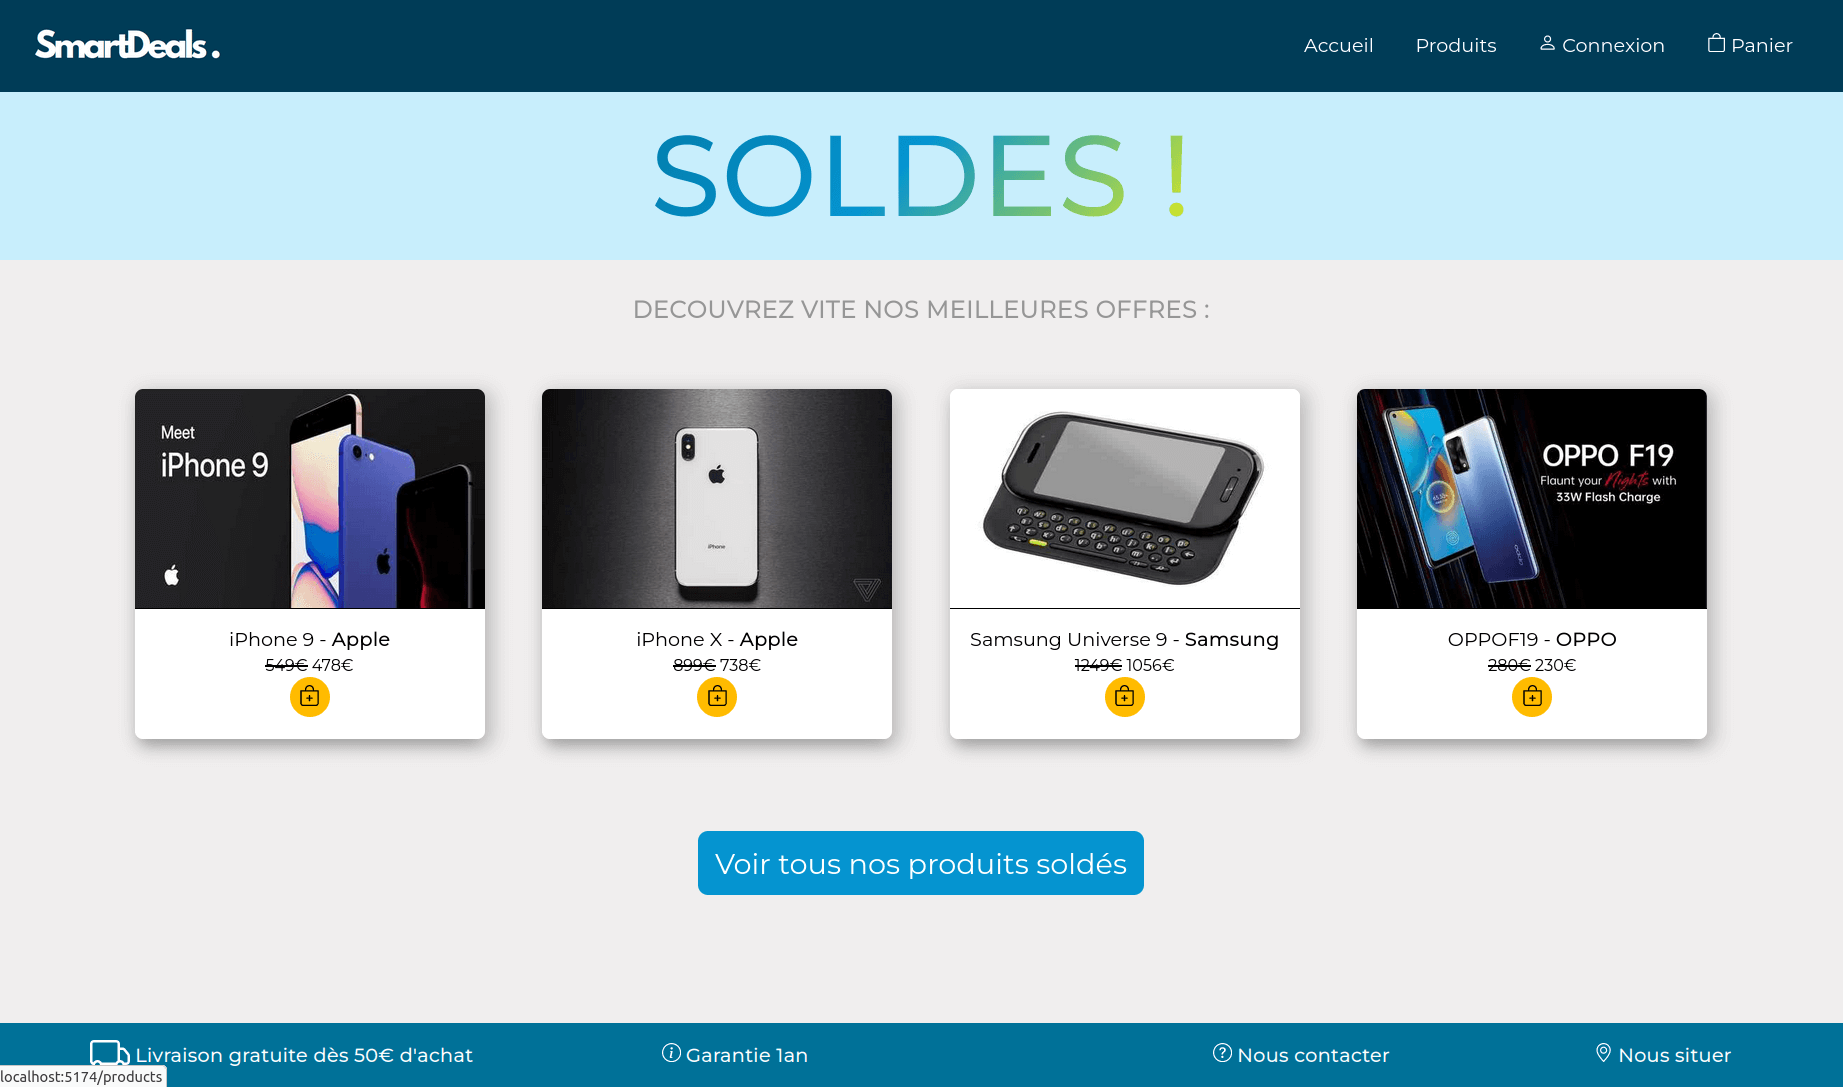 SmartDeals .
Accueil Produits Connexion Panier
SOLDES !
DECOUVREZ VITE NOS MEILLEURES OFFRES :
Meet
iPhone 9
iPhone
OPPO F19
Flaunt your Nights with
33W Flash Charge
oppo
iPhone 9 - Apple
549€ 478€
iPhone X - Apple
899€ 738€
Samsung Universe 9 - Samsung
1249€ 1056€
OPPOF19 - OPPO
280€ 230€
Voir tous nos produits soldés
Livraison gratuite dès 50€ d'achat
Garantie 1an
Nous contacter
Nous situer
localhost:5174/products